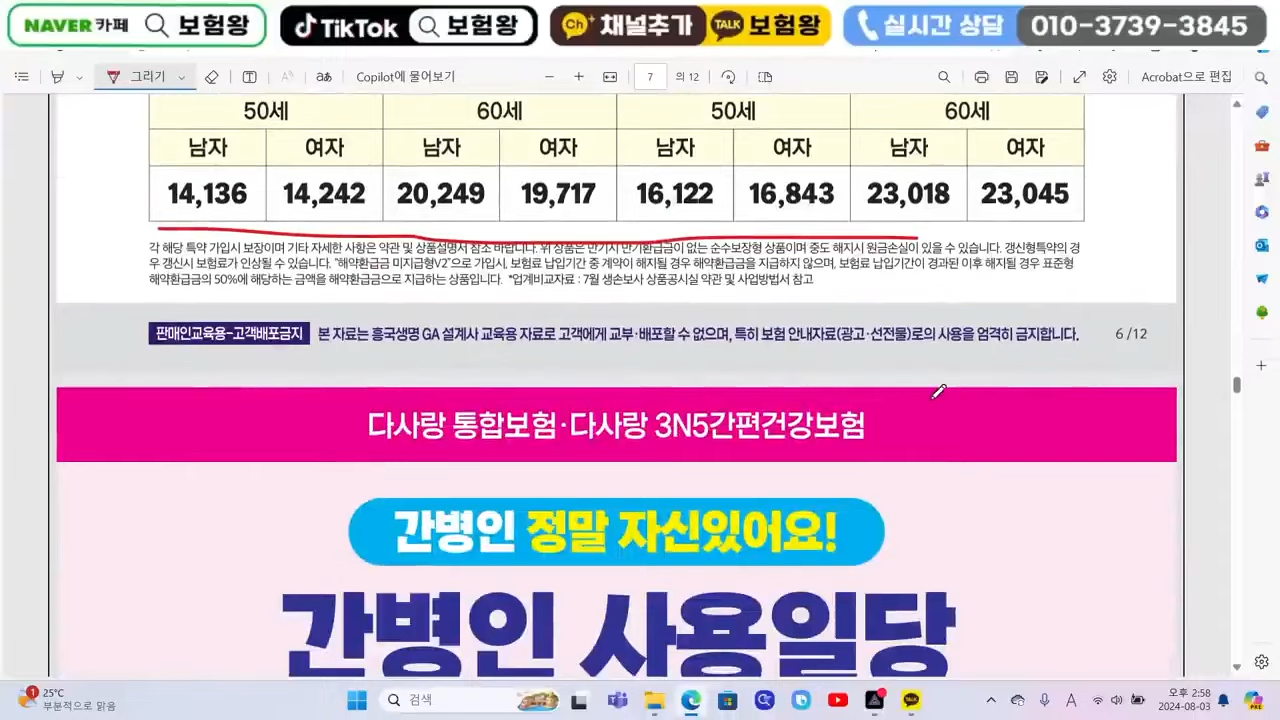 NAVER 카페 보험왕 TikTok 보험왕 Ch+ 채널추가 TALK 보험왕 실시간 상담 010-3739-3845
그리기 가あ Copilot에 물어보기 7 의 12 Acrobat으로 편집
50세 60세 50세 60세
남자 여자 남자 여자 남자 여자 남자 여자
14,136 14,242 20,249 19,717 16,122 16,843 23,018 23,045
각 해당 특약 가입시 보장이며 기타 자세한 사항은 약관 및 상품설명서 참조 바랍니다. 위 상품은 만기시 만기환급금이 없는 순수보장형 상품이며 중도 해지시 원금손실이 있을 수 있습니다. 갱신형특약의 경
우 갱신시 보험료가 인상될 수 있습니다. "해약환급금 미지급형V2"으로 가입시, 보험료 납입기간 중 계약이 해지될 경우 해약환급금을 지급하지 않으며, 보험료 납입기간이 경과된 이후 해지될 경우 표준형
해약환급금의 50%에 해당하는 금액을 해약환급금으로 지급하는 상품입니다. *업계비교자료 : 7월 생손보사 상품공시실 약관 및 사업방법서 참고
판매인교육용-고객배포금지 본 자료는 흥국생명 GA 설계사 교육용 자료로 고객에게 교부·배포할 수 없으며, 특히 보험 안내자료(광고·선전물)로의 사용을 엄격히 금지합니다. 6 /12
다사랑 통합보험·다사랑 3N5간편건강보험
간병인 정말 자신있어요!
간병인 사용일당
1 25°C
부분적으로 맑음
검색
A 오후 2:58
2024-08-03